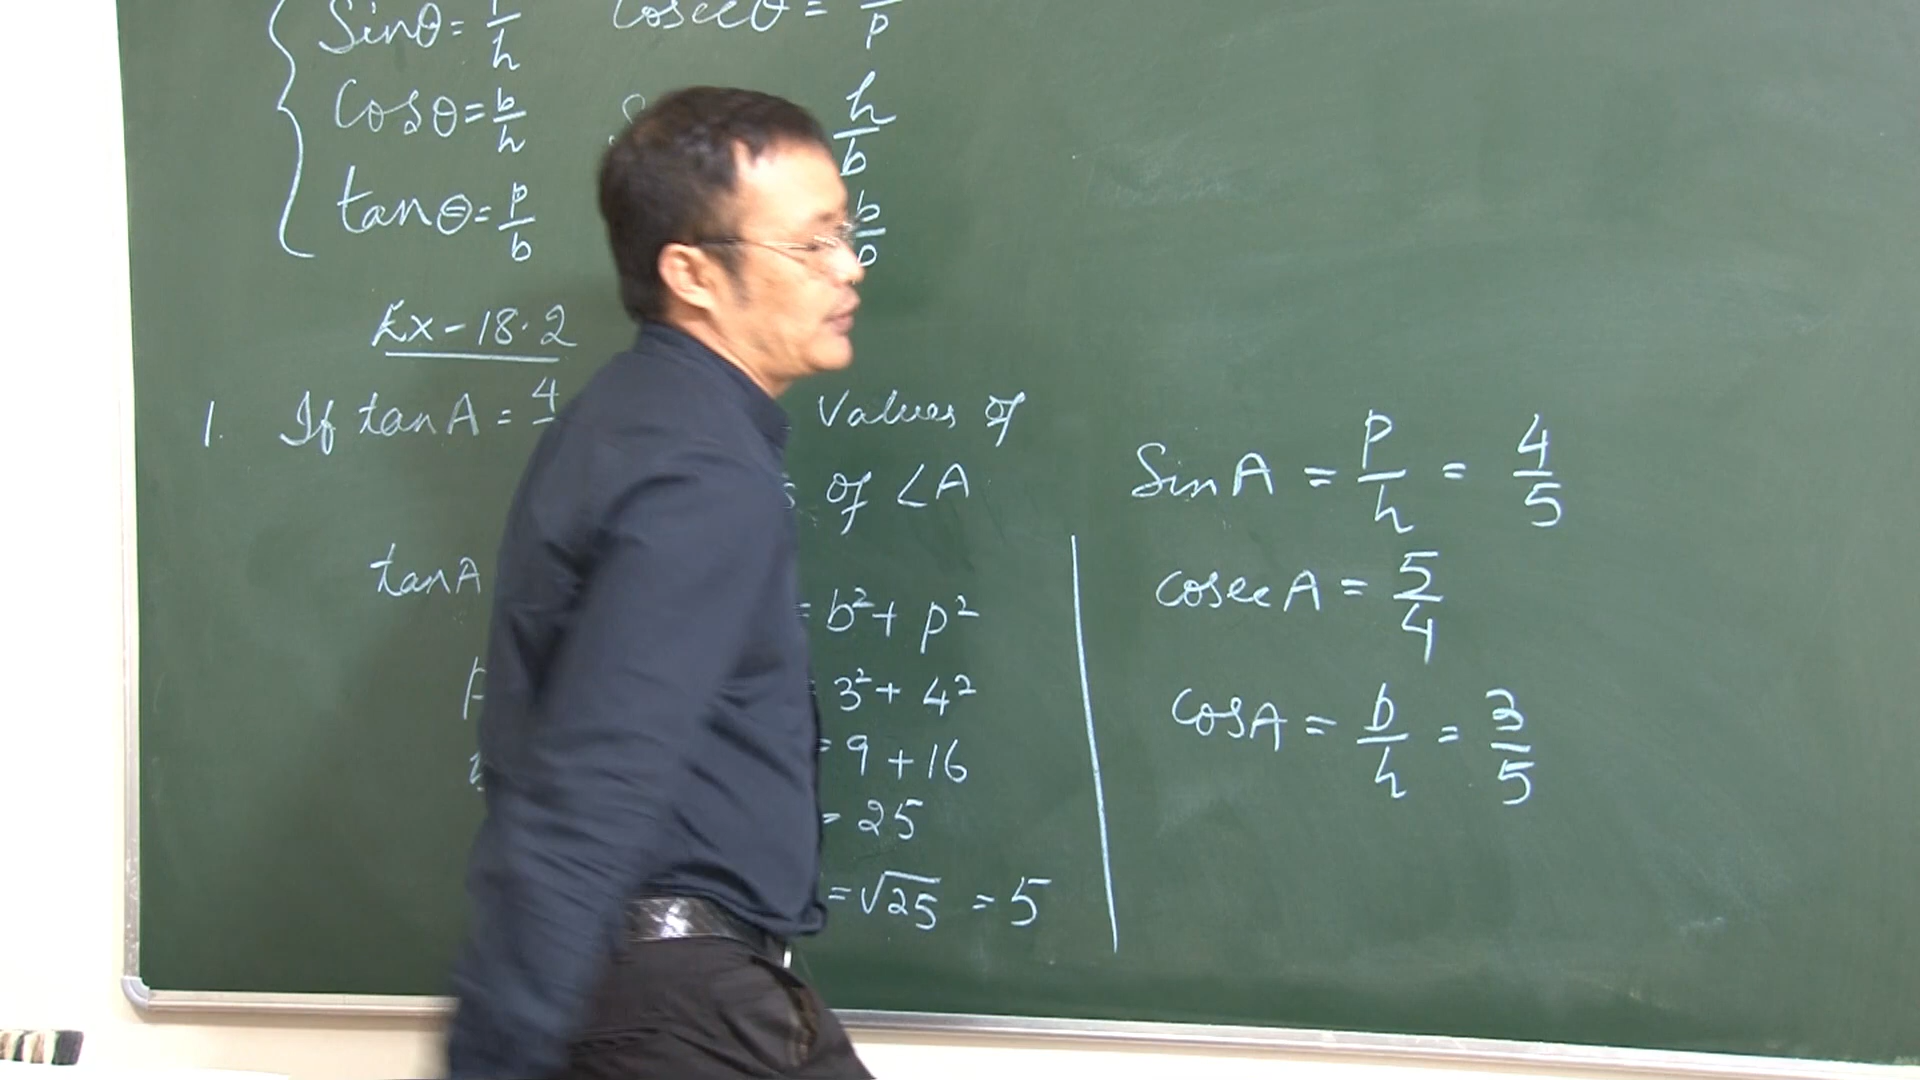 Sinθ = p/h cosecθ = /p
Cosθ = b/h h/b
tanθ = p/b b/p
Ex-18.2
1. If tanA = 4 Values of
of ∠A
tanA
= b² + p²
= 3² + 4²
= 9 + 16
= 25
= √25 = 5
SinA = p/h = 4/5
cosecA = 5/4
cosA = b/h = 3/5